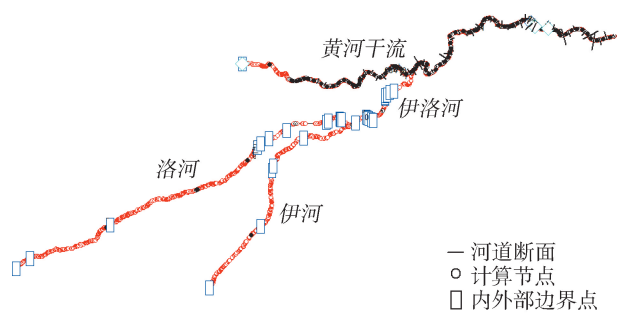 黄河干流
伊洛河
洛河
伊河
河道断面
计算节点
内外部边界点